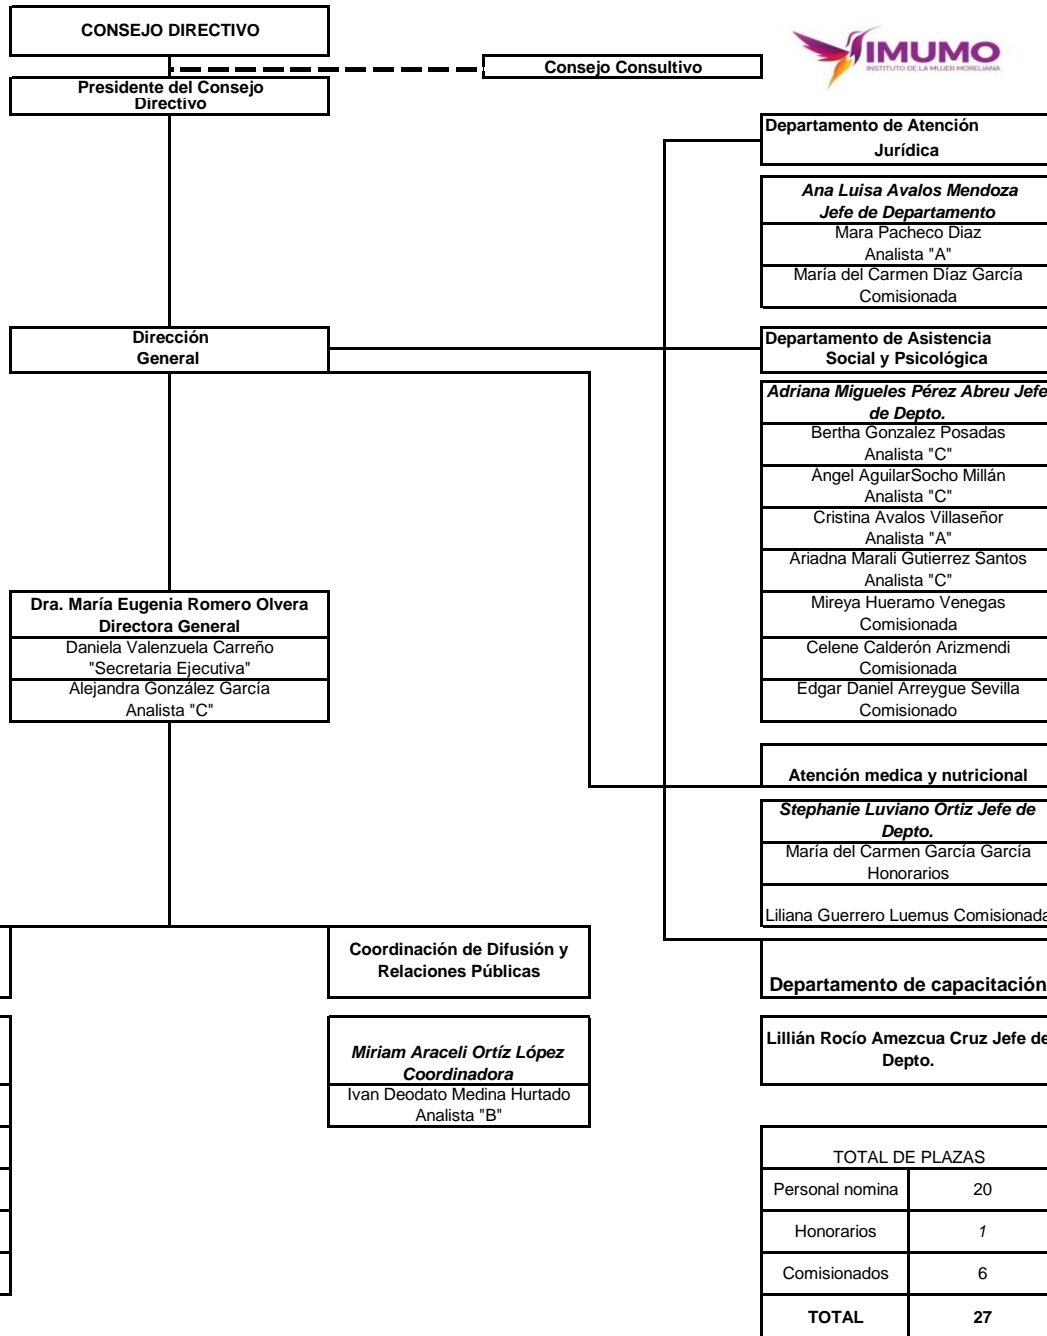 CONSEJO DIRECTIVO
IMUMO
INSTITUTO DE LA MUJER MORELIANA
Consejo Consultivo
Presidente del Consejo
Directivo
Departamento de Atención
Jurídica
Ana Luisa Avalos Mendoza
Jefe de Departamento
Mara Pacheco Diaz
Analista "A"
María del Carmen Díaz García
Comisionada
Dirección
General
Departamento de Asistencia
Social y Psicológica
Adriana Migueles Pérez Abreu Jefe
de Depto.
Bertha Gonzalez Posadas
Analista "C"
Ángel AguilarSocho Millán
Analista "C"
Cristina Avalos Villaseñor
Analista "A"
Ariadna Marali Gutierrez Santos
Analista "C"
Mireya Hueramo Venegas
Comisionada
Celene Calderón Arizmendi
Comisionada
Edgar Daniel Arreygue Sevilla
Comisionado
Dra. María Eugenia Romero Olvera
Directora General
Daniela Valenzuela Carreño
"Secretaria Ejecutiva"
Alejandra González García
Analista "C"
Atención medica y nutricional
Stephanie Luviano Ortiz Jefe de
Depto.
María del Carmen García García
Honorarios
Liliana Guerrero Luemus Comisionada
Coordinación de Difusión y
Relaciones Públicas
Departamento de capacitación
Miriam Araceli Ortíz López
Coordinadora
Ivan Deodato Medina Hurtado
Analista "B"
Lillián Rocío Amezcua Cruz Jefe de
Depto.
TOTAL DE PLAZAS
Personal nomina 20
Honorarios 1
Comisionados 6
TOTAL 27